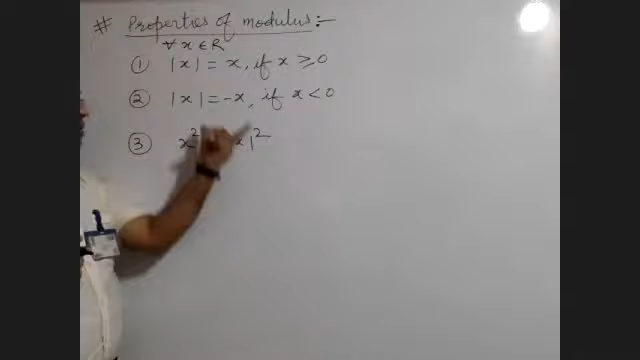 # Properties of modulus:-
∀ x ∈ R
① |x| = x, if x ≥ 0
② |x| = -x, if x < 0
③ x² x|²